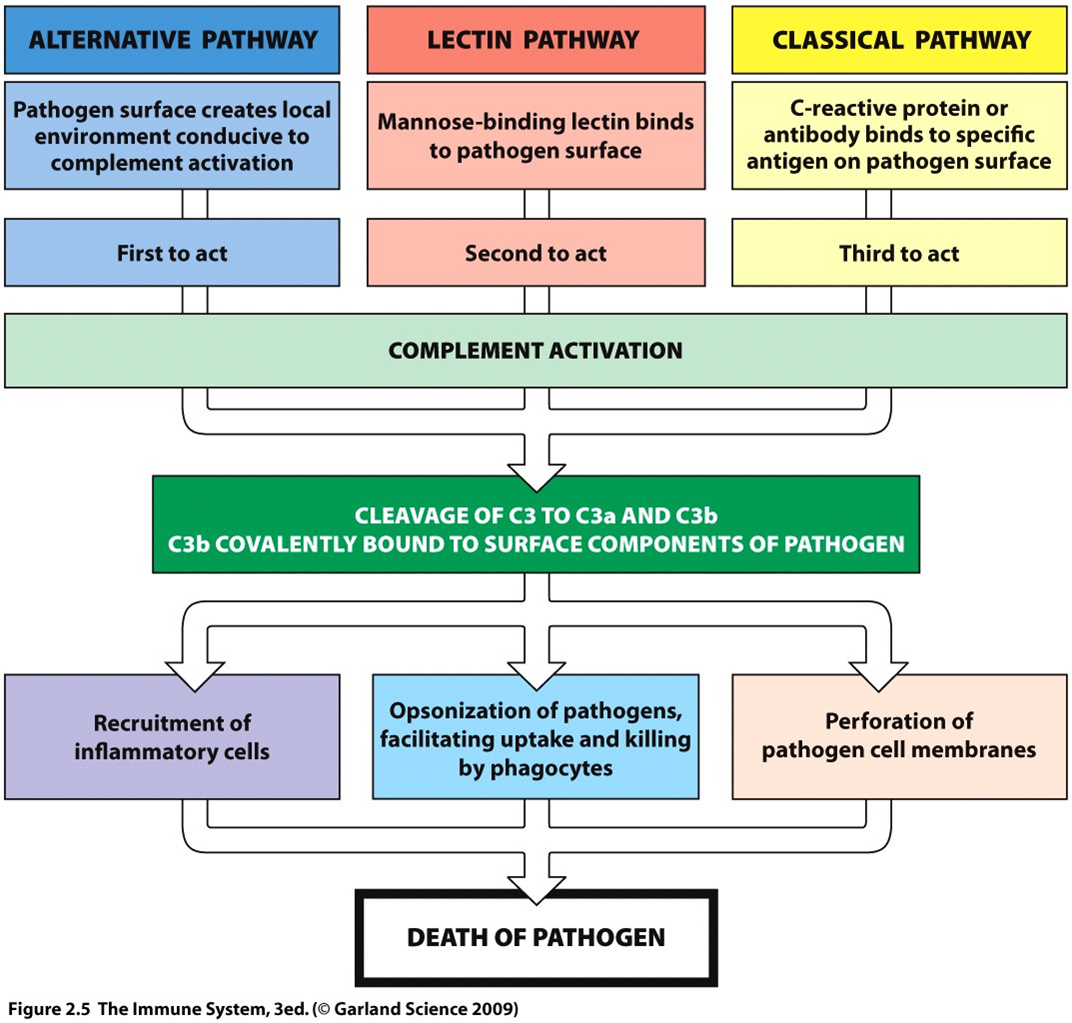 ALTERNATIVE PATHWAY
LECTIN PATHWAY
CLASSICAL PATHWAY
Pathogen surface creates local
environment conducive to
complement activation
Mannose-binding lectin binds
to pathogen surface
C-reactive protein or
antibody binds to specific
antigen on pathogen surface
First to act
Second to act
Third to act
COMPLEMENT ACTIVATION
CLEAVAGE OF C3 TO C3a AND C3b
C3b COVALENTLY BOUND TO SURFACE COMPONENTS OF PATHOGEN
Recruitment of
inflammatory cells
Opsonization of pathogens,
facilitating uptake and killing
by phagocytes
Perforation of
pathogen cell membranes
DEATH OF PATHOGEN
Figure 2.5 The Immune System, 3ed. (© Garland Science 2009)